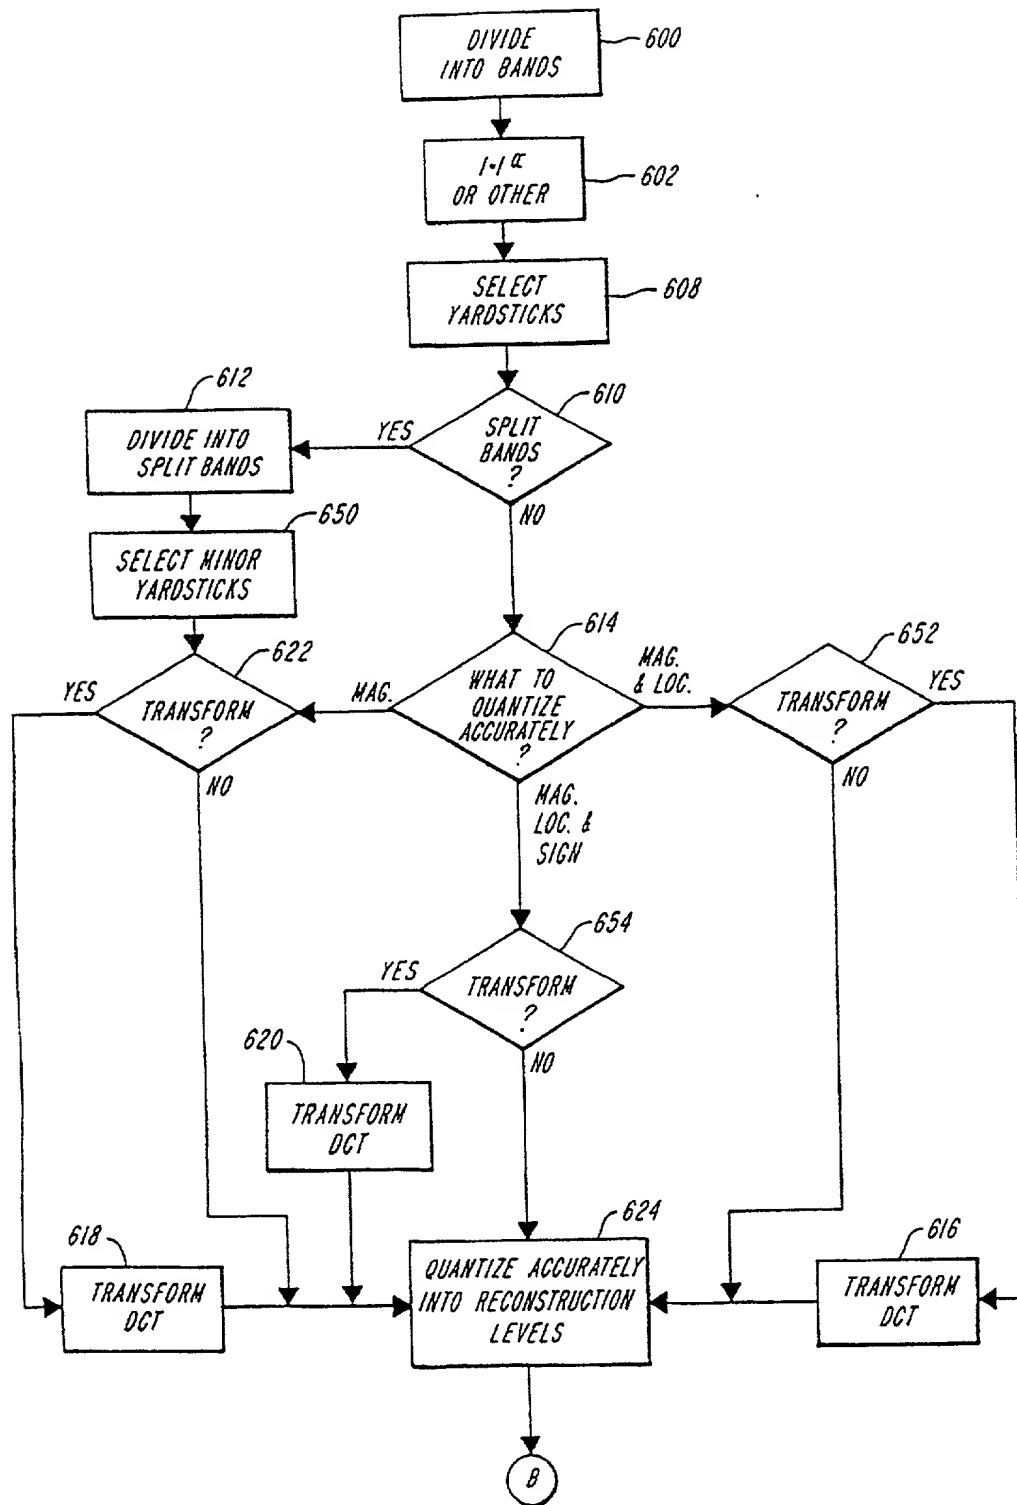 DIVIDE
INTO BANDS
600
|·|α
OR OTHER
602
SELECT
YARDSTICKS
608
612
610
DIVIDE INTO
SPLIT BANDS
YES
SPLIT
BANDS
?
NO
650
SELECT MINOR
YARDSTICKS
622
614
652
YES
TRANSFORM
?
NO
MAG.
WHAT TO
QUANTIZE
ACCURATELY
?
MAG.
& LOC.
TRANSFORM
?
YES
NO
MAG.
LOC. &
SIGN
654
YES
TRANSFORM
?
NO
620
TRANSFORM
DCT
618
TRANSFORM
DCT
624
QUANTIZE ACCURATELY
INTO RECONSTRUCTION
LEVELS
616
TRANSFORM
DCT
B